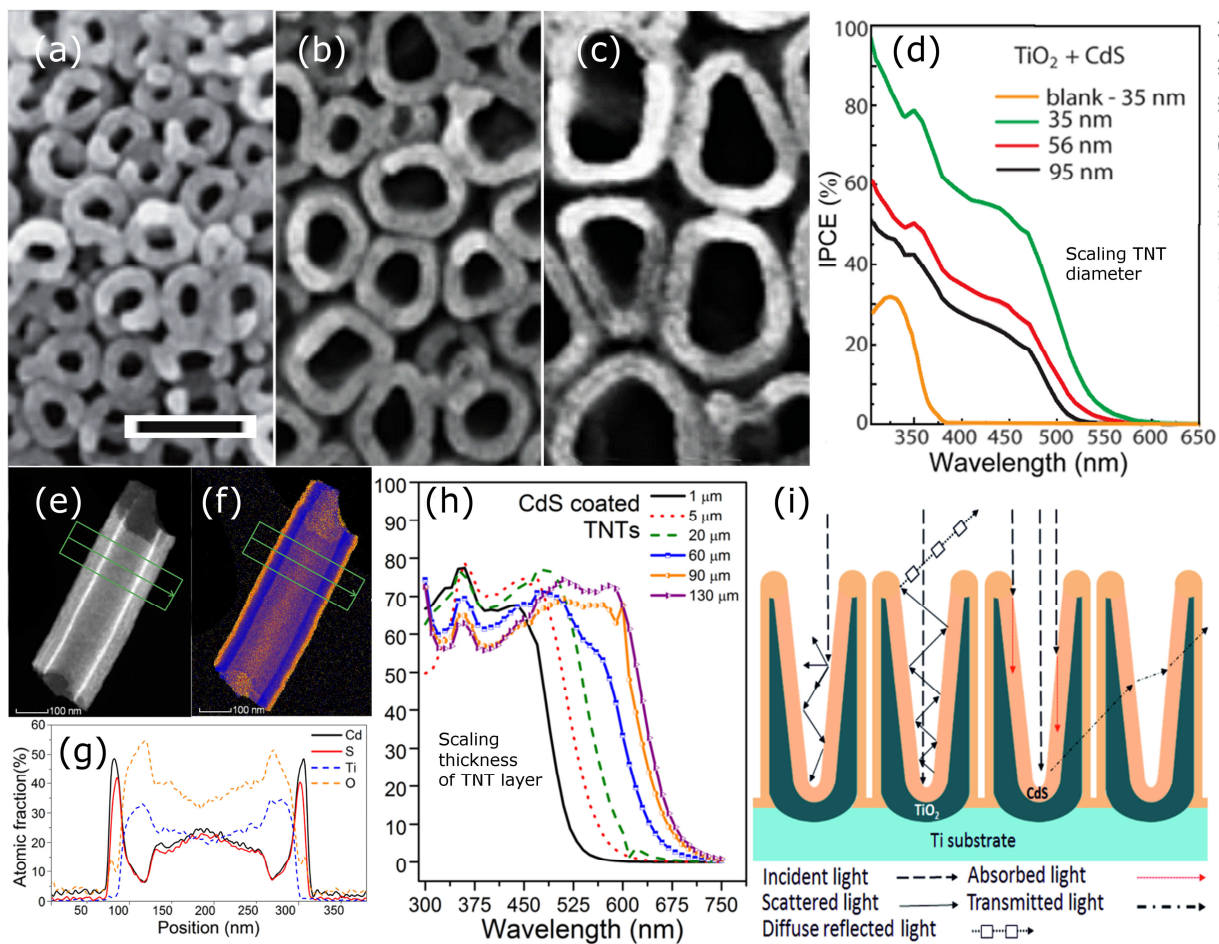 (a)
(b)
(c)
(d)
TiO2 + CdS
blank - 35 nm
35 nm
56 nm
95 nm
Scaling TNT
diameter
IPCE (%)
100
80
60
40
20
0
350 400 450 500 550 600 650
Wavelength (nm)
(e)
100 nm
(f)
100 nm
(g)
Cd
S
Ti
O
Atomic fraction(%)
60
50
40
30
20
10
0
50 100 150 200 250 300 350
Position (nm)
(h)
CdS coated
TNTs
1 μm
5 μm
20 μm
60 μm
90 μm
130 μm
Scaling
thickness
of TNT layer
100
90
80
70
60
50
40
30
20
10
0
300 375 450 525 600 675 750
Wavelength (nm)
(i)
TiO2
CdS
Ti substrate
Incident light
Absorbed light
Scattered light
Transmitted light
Diffuse reflected light